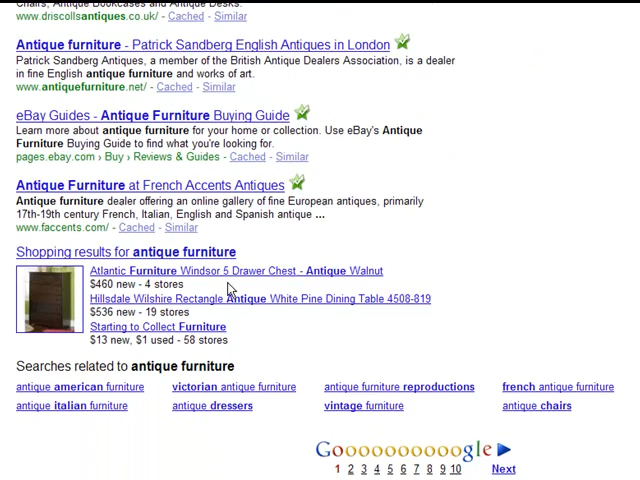 Chairs, Antique Bookcases and Antique Desks.
www.driscollsantiques.co.uk/ - Cached - Similar
Antique furniture - Patrick Sandberg English Antiques in London
Patrick Sandberg Antiques, a member of the British Antique Dealers Association, is a dealer
in fine English antique furniture and works of art.
www.antiquefurniture.net/ - Cached - Similar
eBay Guides - Antique Furniture Buying Guide
Learn more about antique furniture for your home or collection. Use eBay's Antique
Furniture Buying Guide to find what you're looking for.
pages.ebay.com › Buy › Reviews & Guides - Cached - Similar
Antique Furniture at French Accents Antiques
Antique furniture dealer offering an online gallery of fine European antiques, primarily
17th-19th century French, Italian, English and Spanish antique ...
www.faccents.com/ - Cached - Similar
Shopping results for antique furniture
Atlantic Furniture Windsor 5 Drawer Chest - Antique Walnut
$460 new - 4 stores
Hillsdale Wilshire Rectangle Antique White Pine Dining Table 4508-819
$536 new - 19 stores
Starting to Collect Furniture
$13 new, $1 used - 58 stores
Searches related to antique furniture
antique american furniture victorian antique furniture antique furniture reproductions french antique furniture
antique italian furniture antique dressers vintage furniture antique chairs
Goooooooooogle
1 2 3 4 5 6 7 8 9 10 Next